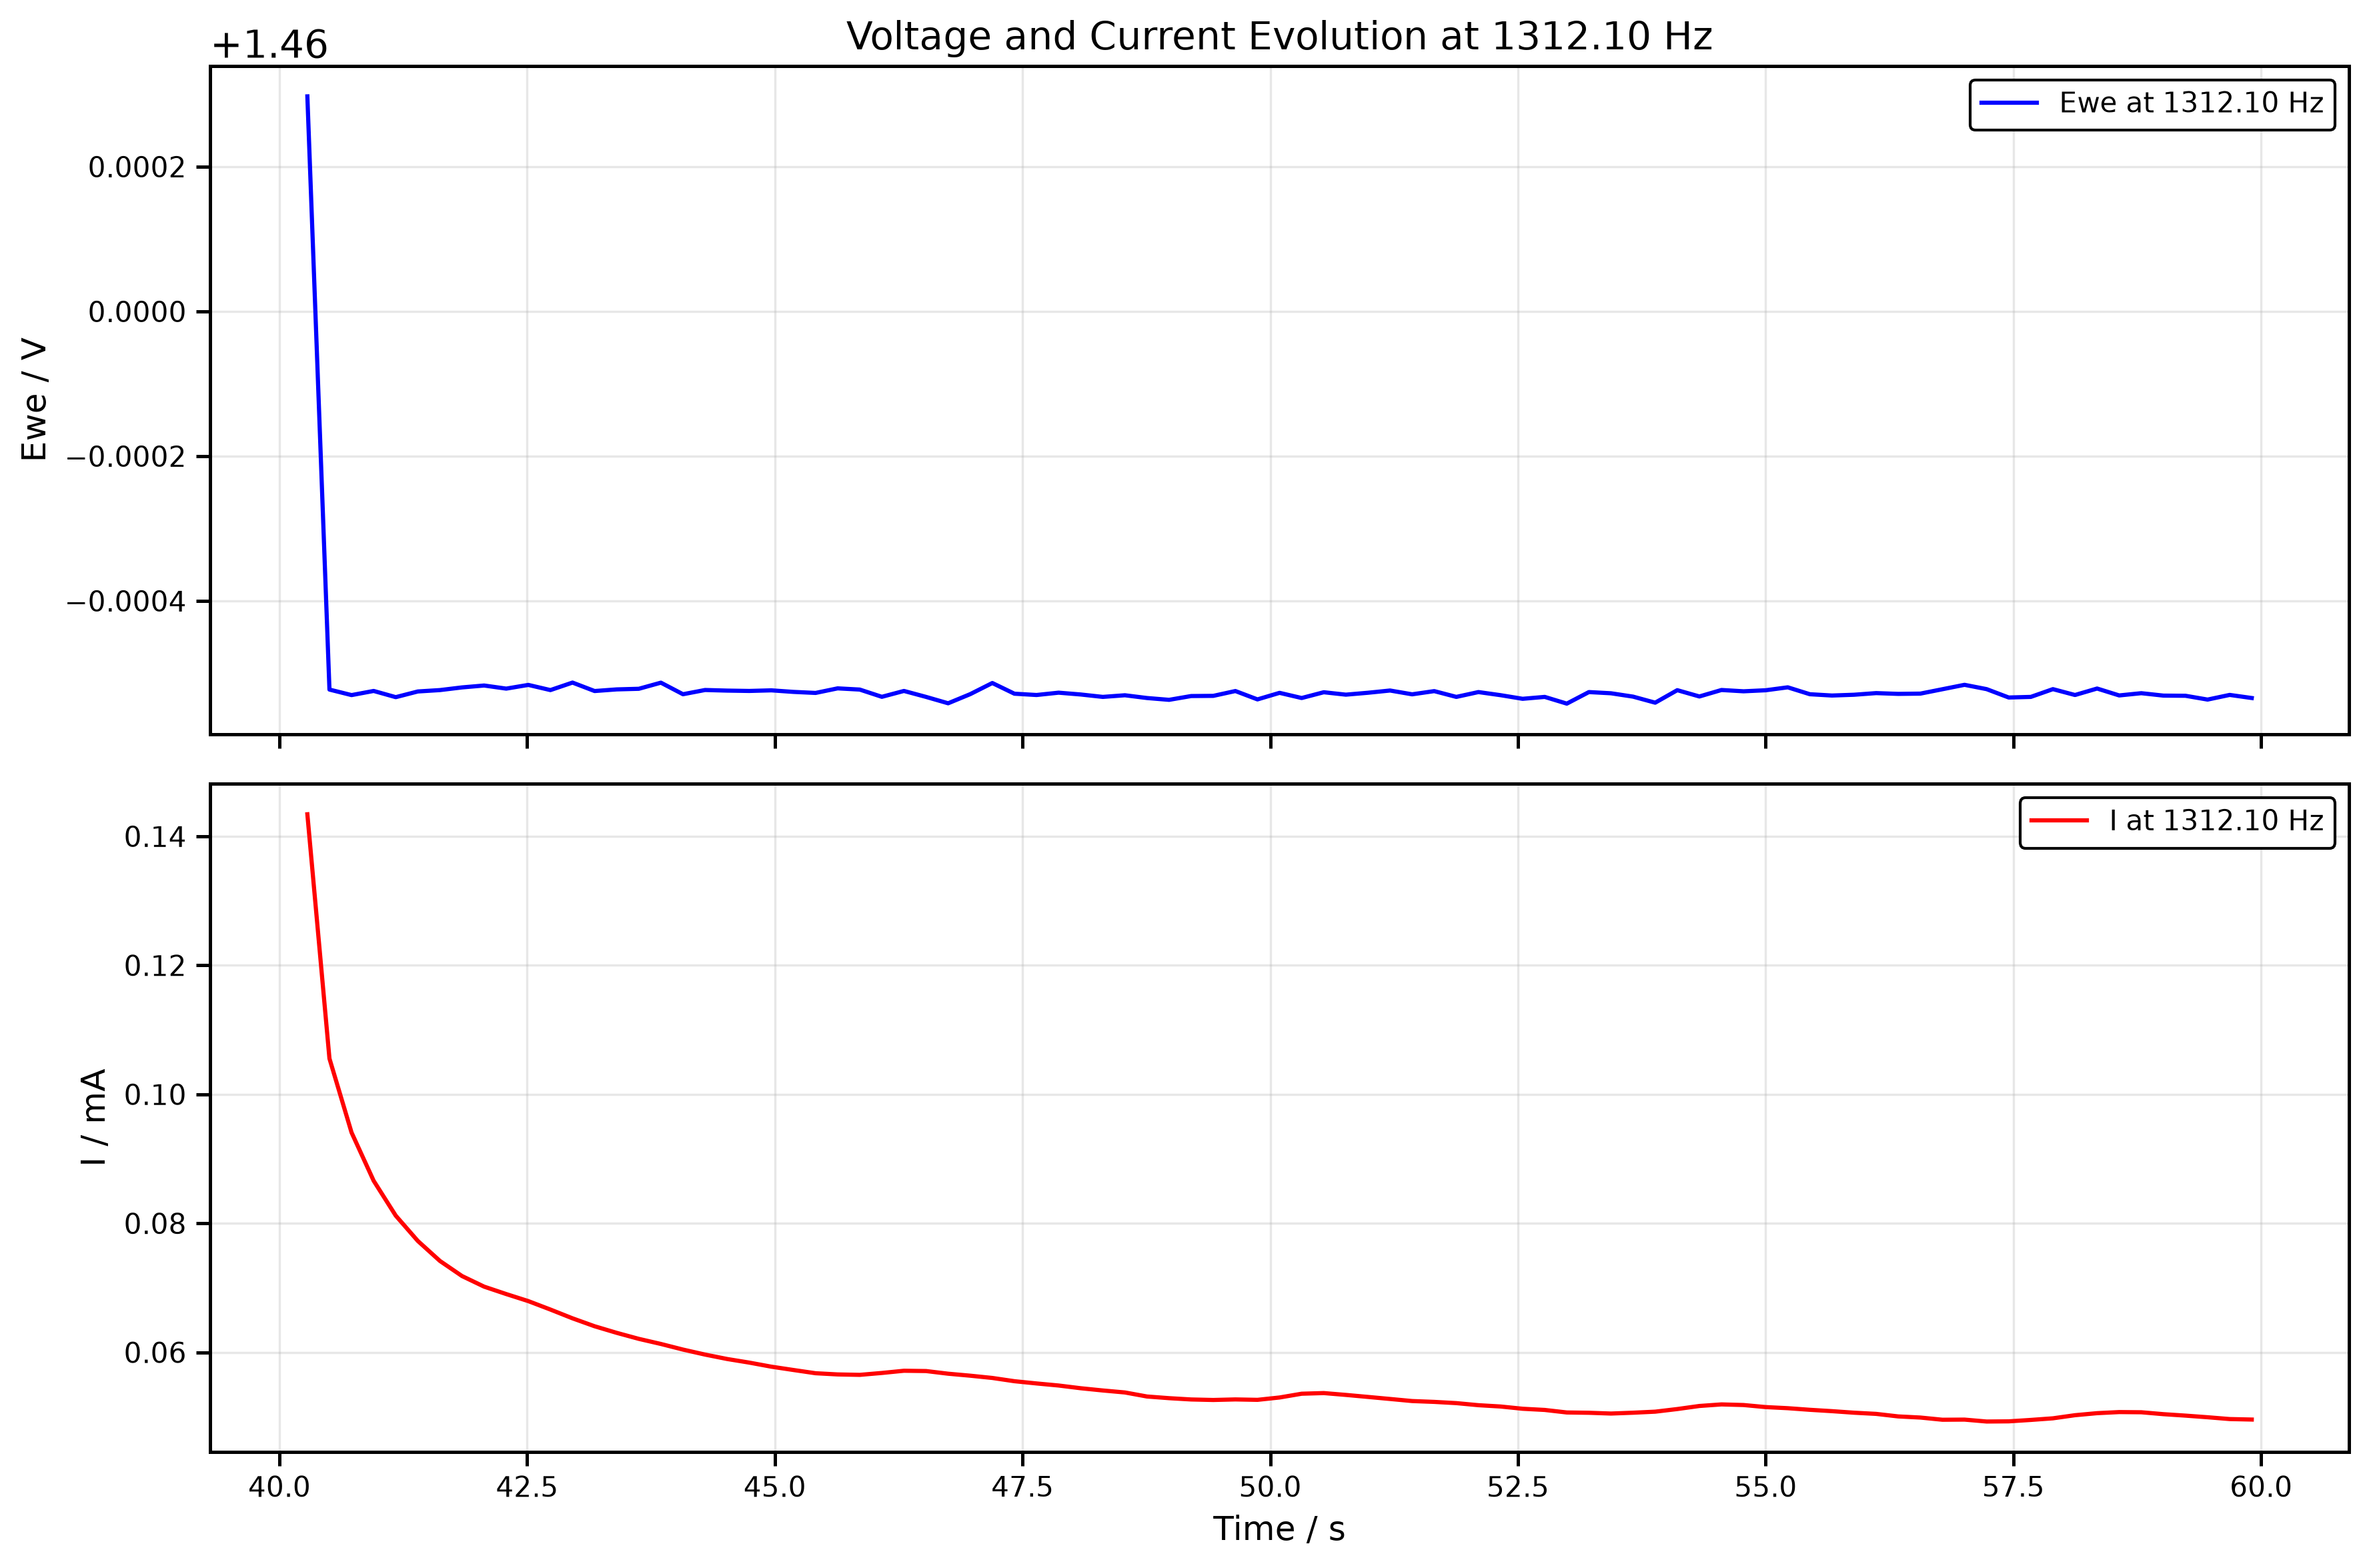 Voltage and Current Evolution at 1312.10 Hz
+1.46
Ewe at 1312.10 Hz
0.0002
0.0000
−0.0002
−0.0004
Ewe / V
I at 1312.10 Hz
0.14
0.12
0.10
0.08
0.06
I / mA
40.0 42.5 45.0 47.5 50.0 52.5 55.0 57.5 60.0
Time / s